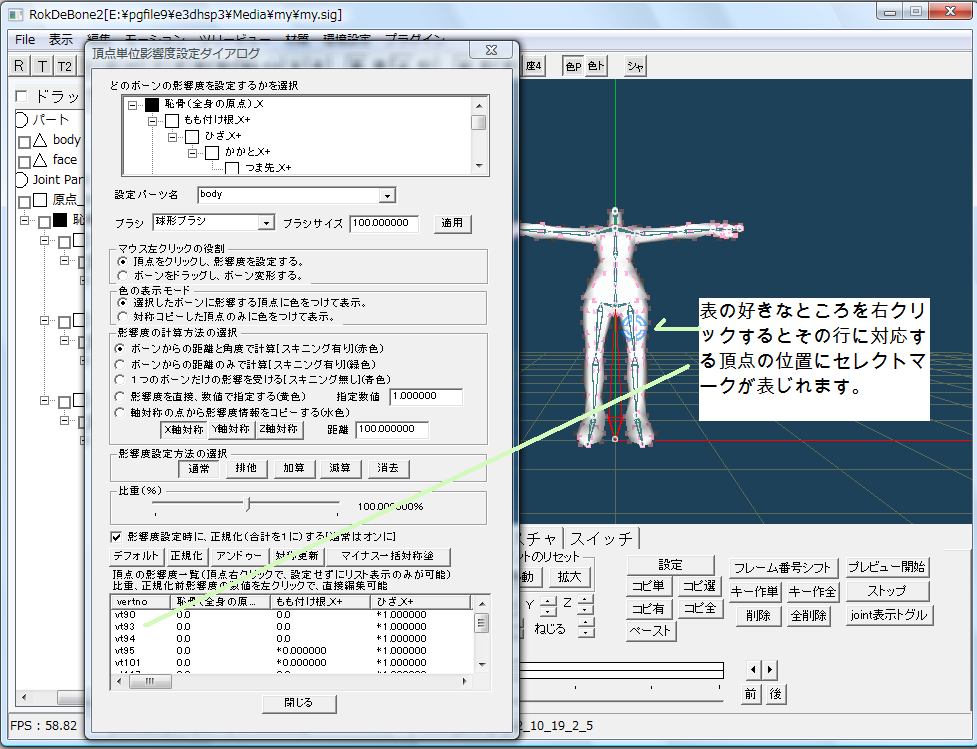 RokDeBone2[E:¥pgfile9¥e3dhsp3¥Media¥my¥my.sig]
File 表示 編集 モーション ツリービュー 材質 環境設定 プラグイン
頂点単位影響度設定ダイアログ
R T T2
座4 色P 色ト シャ
ドラッ
パート
body
face
Joint Par
原点_
恥
どのボーンの影響度を設定するかを選択
恥骨(全身の原点)_X
もも付け根_X+
ひざ_X+
かかと_X+
つま先_X+
設定パーツ名 body
ブラシ 球形ブラシ ブラシサイズ 100.000000 適用
マウス左クリックの役割
頂点をクリックし、影響度を設定する。
ボーンをドラッグし、ボーン変形する。
色の表示モード
選択したボーンに影響する頂点に色をつけて表示。
対称コピーした頂点のみに色をつけて表示。
影響度の計算方法の選択
ボーンからの距離と角度で計算[スキニング有り](赤色)
ボーンからの距離のみで計算[スキニング有り](緑色)
1つのボーンだけの影響を受ける[スキニング無し](青色)
影響度を直接、数値で指定する(黄色) 指定数値 1.000000
軸対称の点から影響度情報をコピーする(水色)
X軸対称 Y軸対称 Z軸対称 距離 100.000000
影響度設定方法の選択
通常 排他 加算 減算 消去
比重(%)
100.000000%
影響度設定時に、正規化(合計を1に)する[通常はオンに]
デフォルト 正規化 アンドゥー 対称更新 マイナス一括対称塗
頂点の影響度一覧(頂点右クリックで、設定せずにリスト表示のみが可能)
比重、正規化前影響度の数値を左クリックで、直接編集可能
vertno 恥骨(全身の原... もも付け根_X+ ひざ_X+
vt90 0.0 0.0 *1.000000
vt93 0.0 0.0 *1.000000
vt94 0.0 0.0 *1.000000
vt95 0.0 *0.000000 *1.000000
vt101 0.0 *0.000000 *1.000000
閉じる
表の好きなところを右クリ
ックするとその行に対応す
る頂点の位置にセレクトマ
ークが表じれます。
スチャ スイッチ
ントのリセット
動 拡大
Y Z
ねじる
設定
コピ単 コピ選
コピ有 コピ全
ペースト
フレーム番号シフト プレビュー開始
キー作単 キー作全 ストップ
削除 全削除 joint表示トグル
前 後
FPS : 58.82
2_10_19_2_5